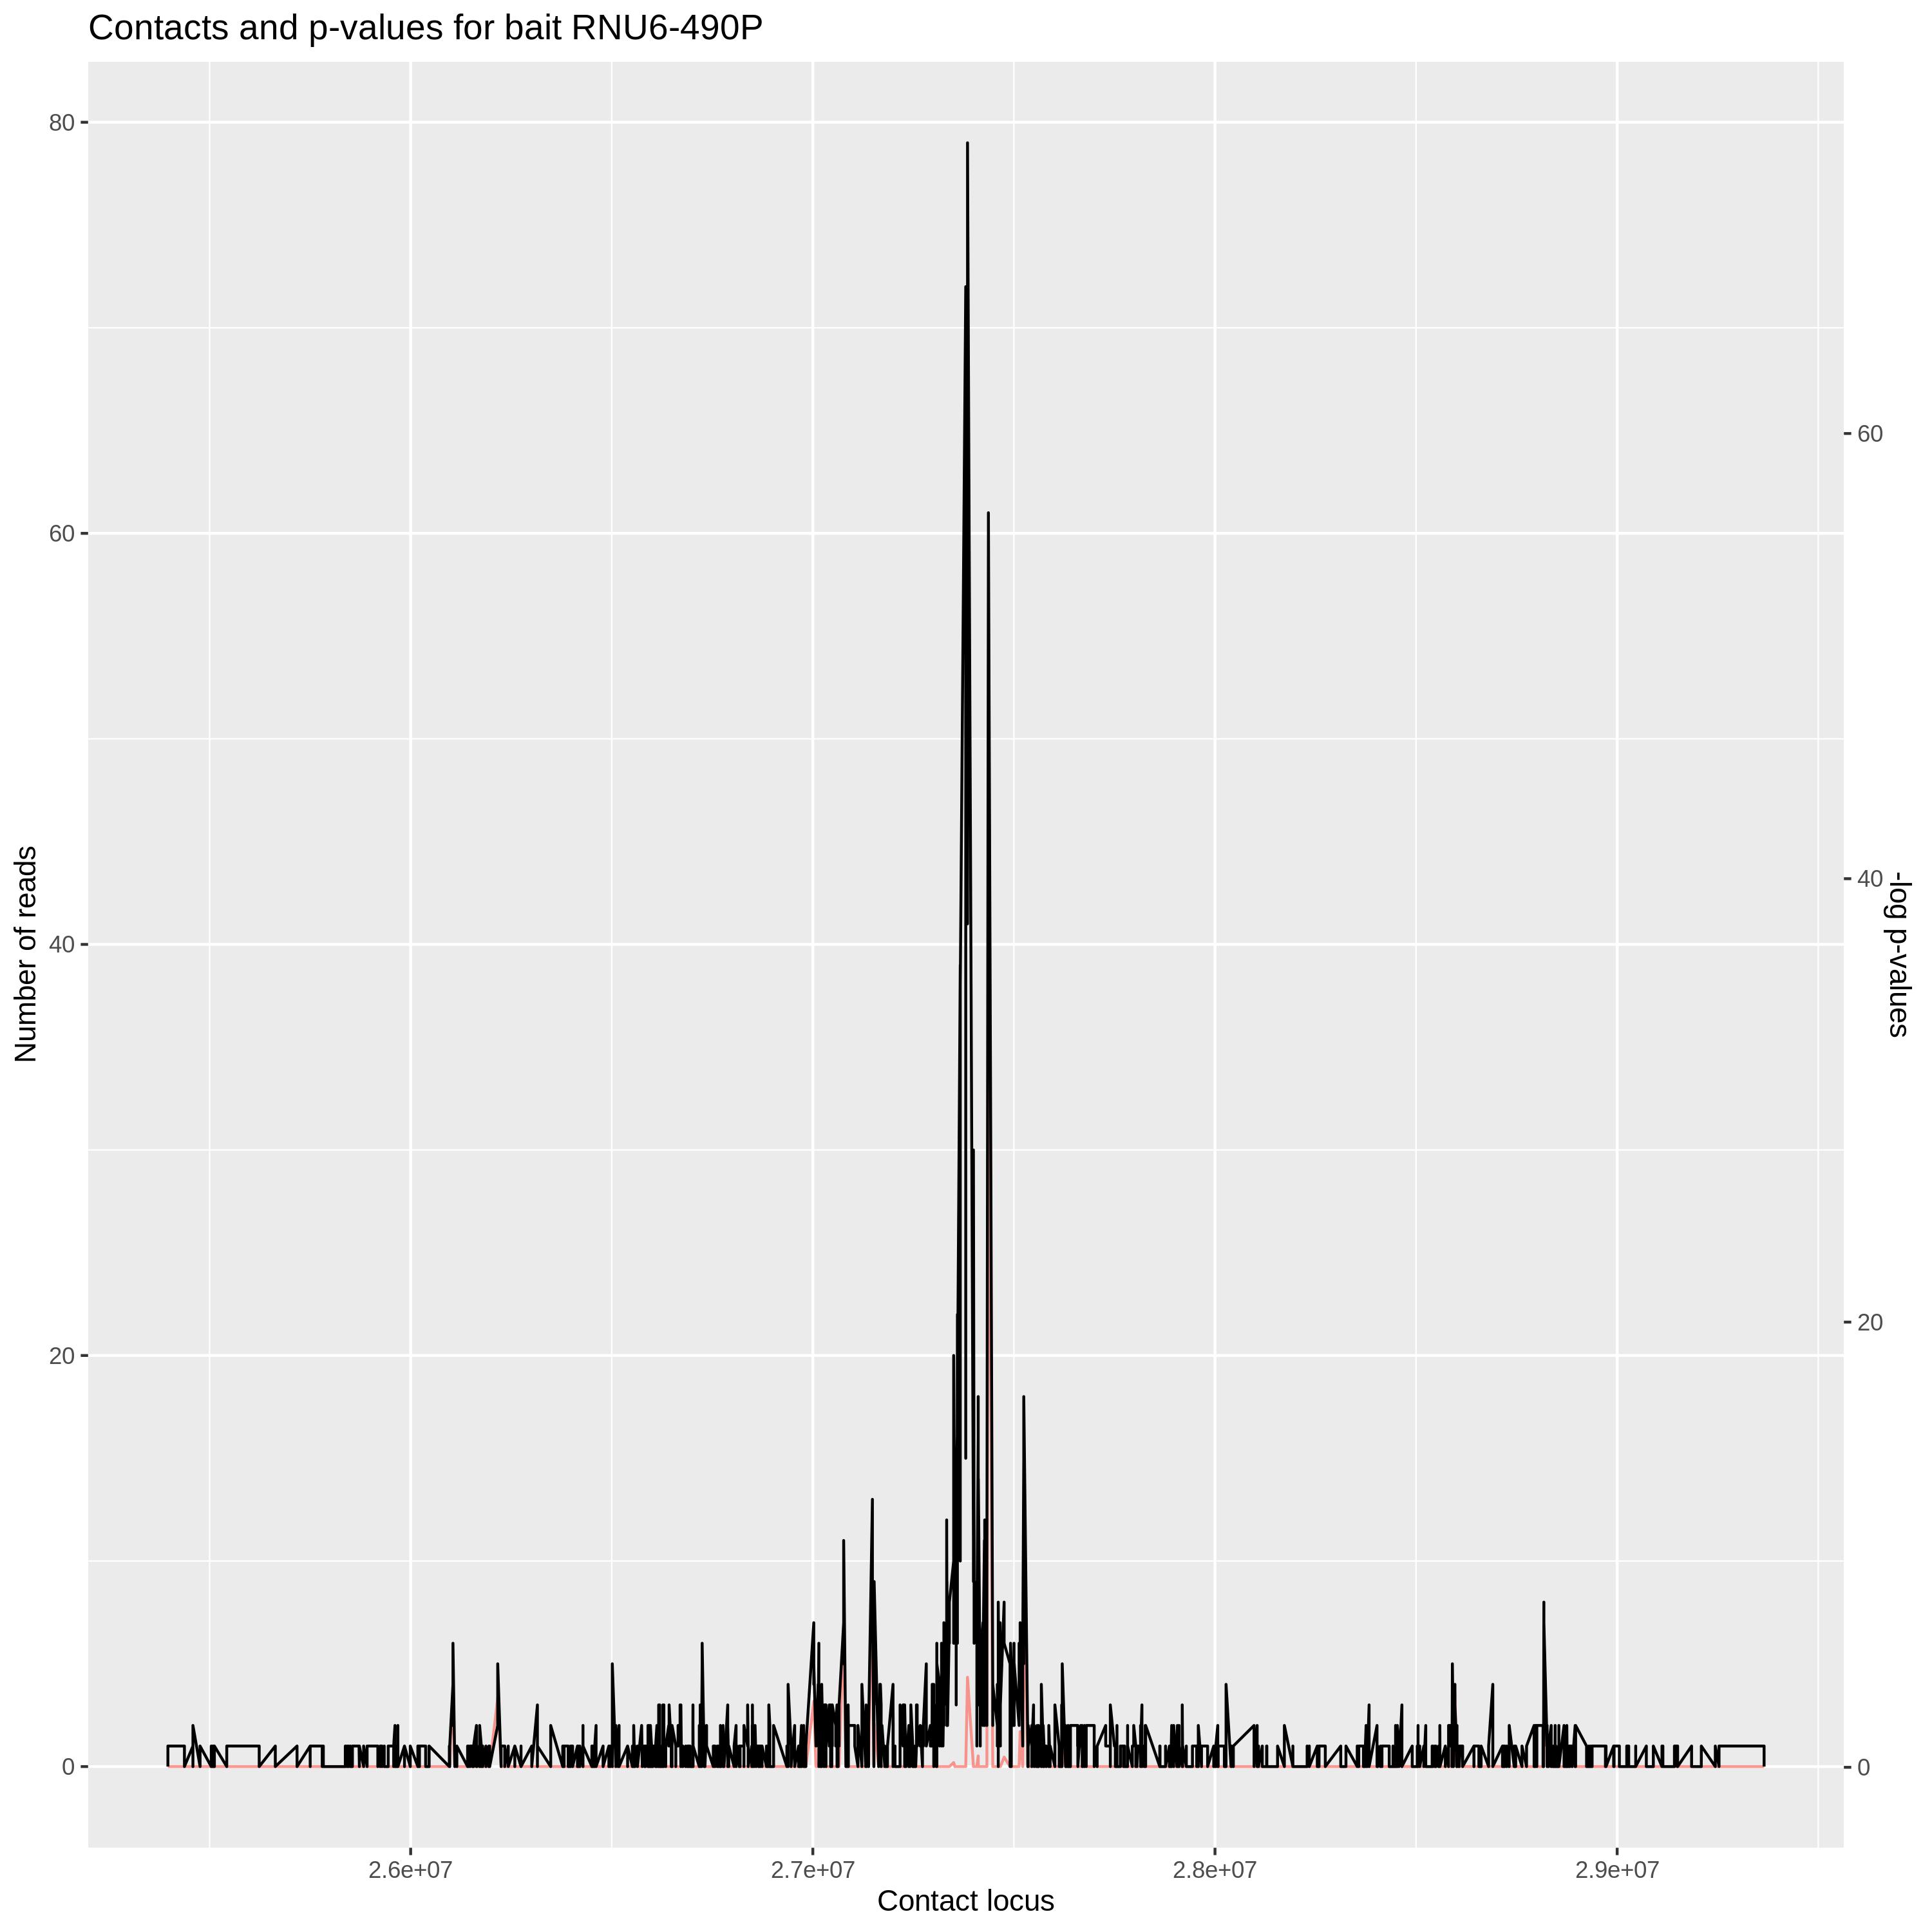 Contacts and p-values for bait RNU6-490P
80
60
40
20
0
Number of reads
60
40
20
0
-log p-values
2.6e+07 2.7e+07 2.8e+07 2.9e+07
Contact locus